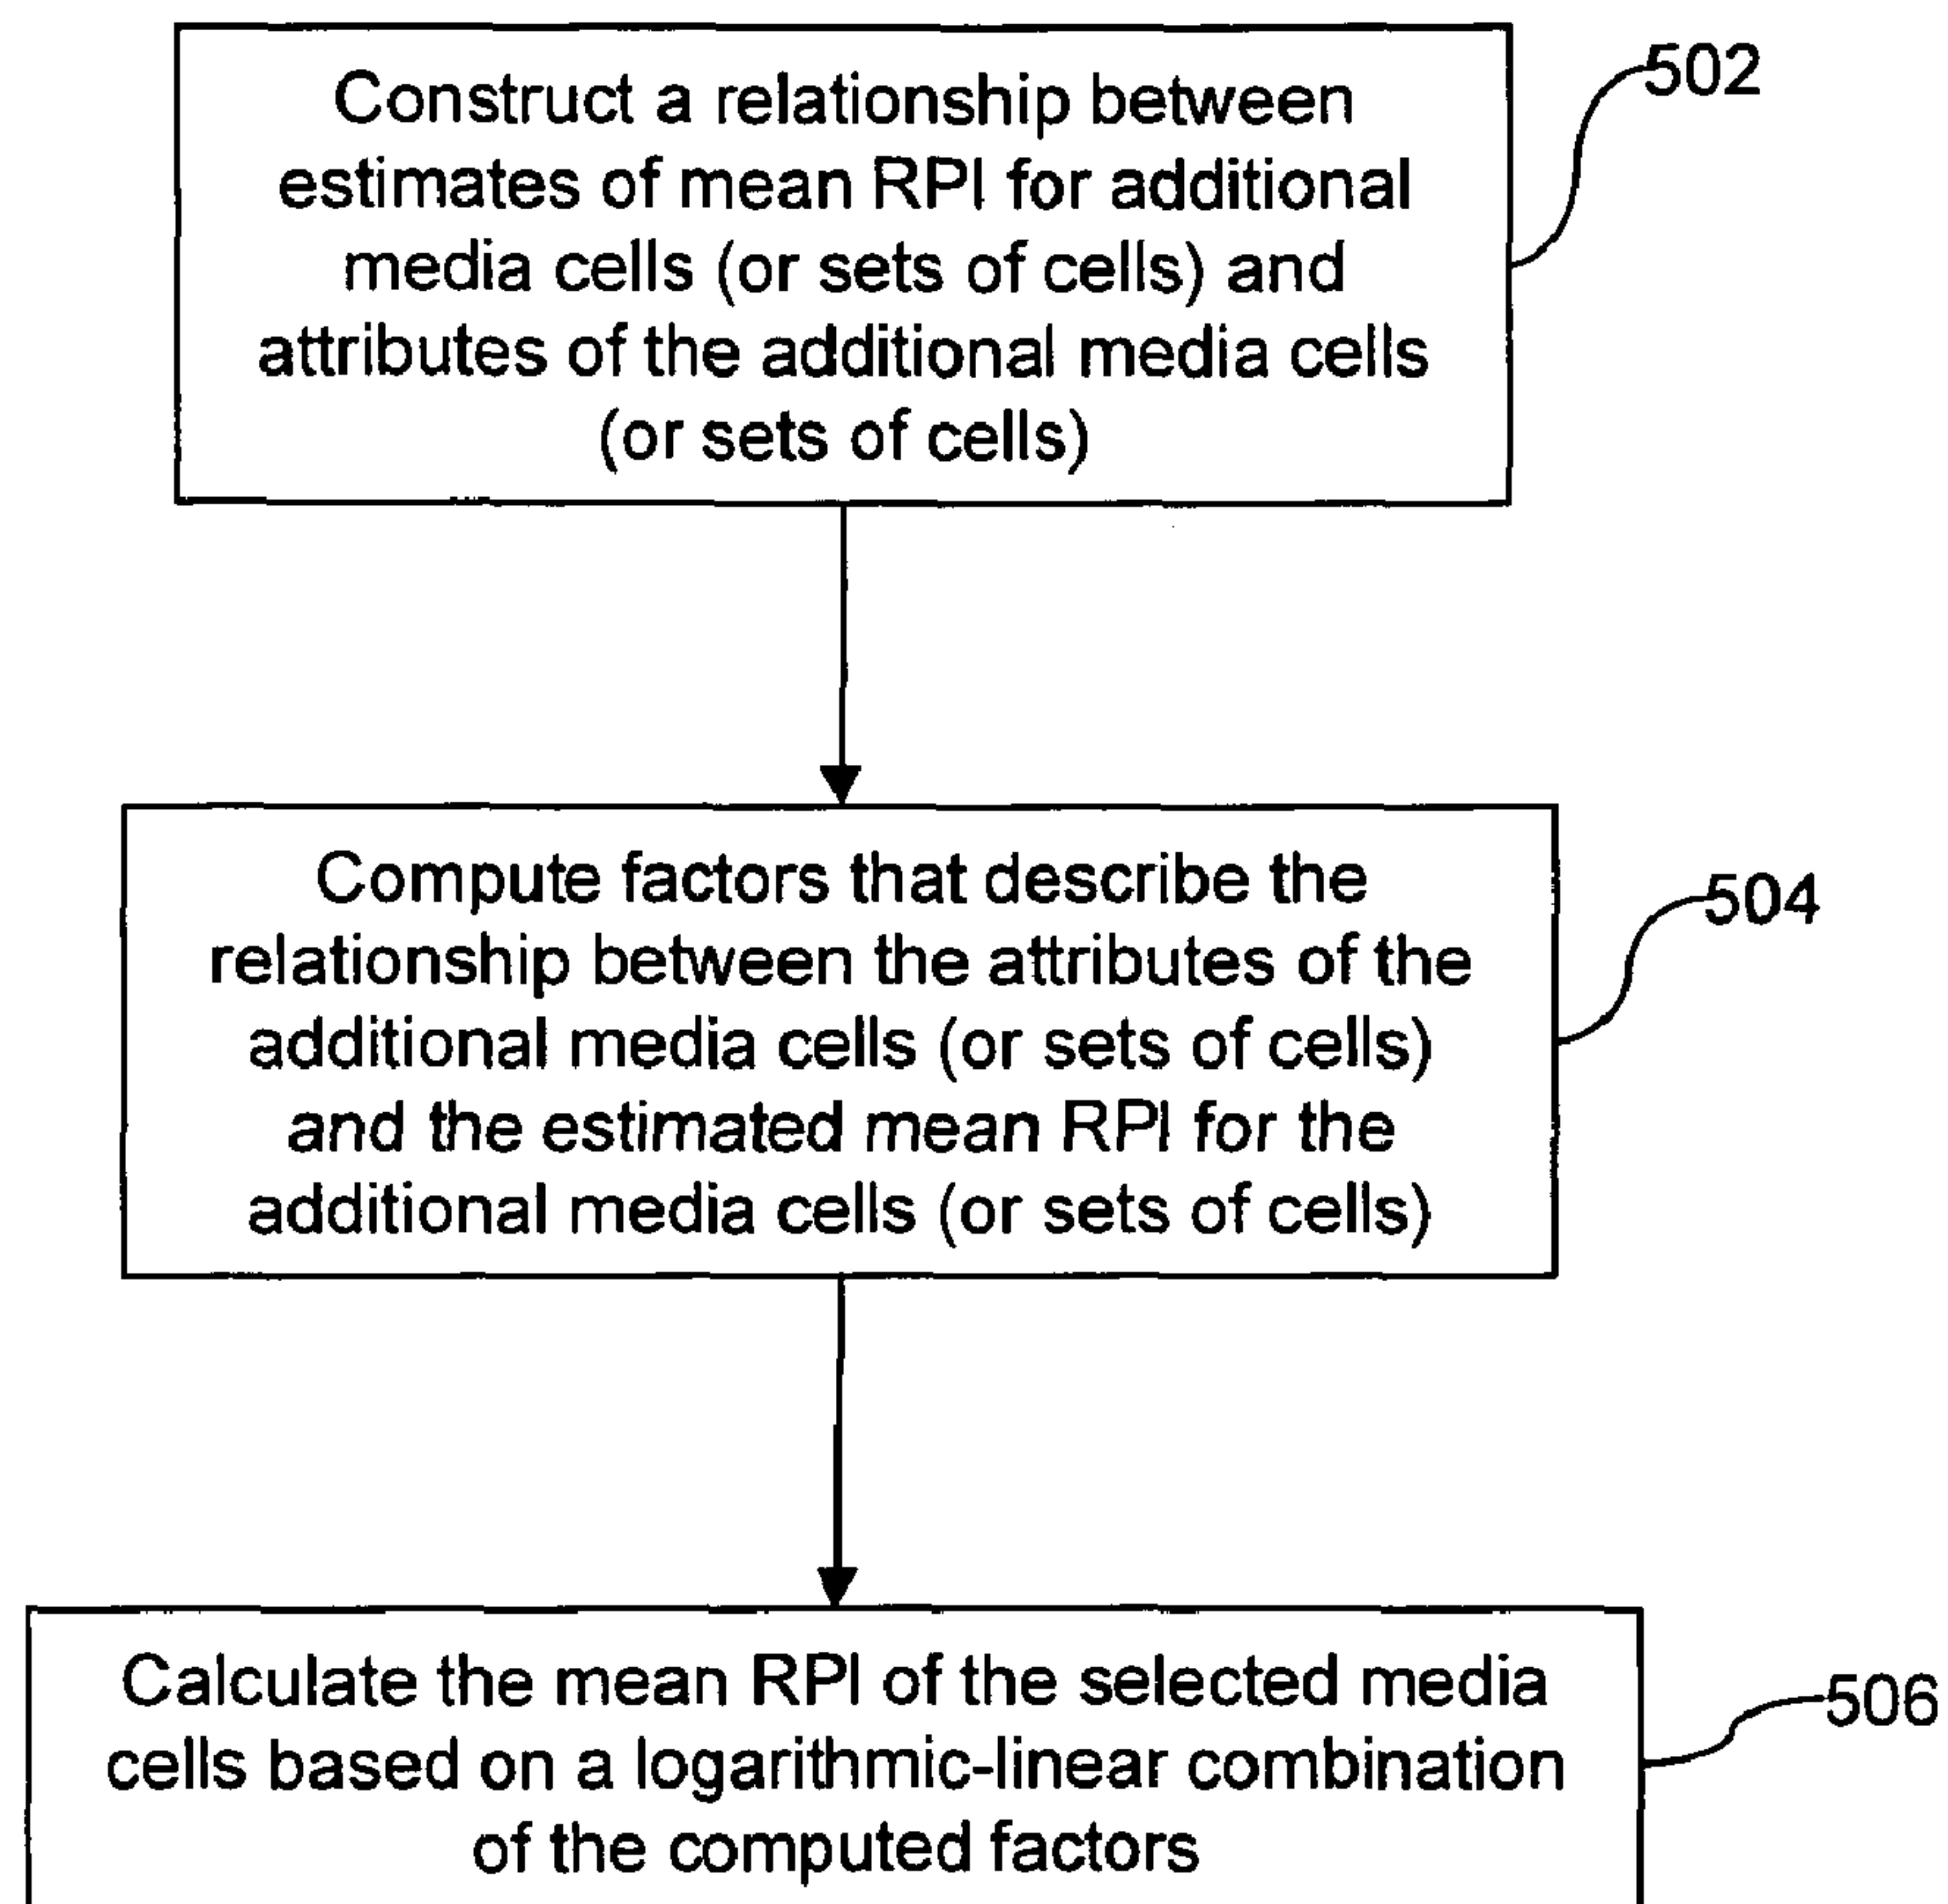 Construct a relationship between
estimates of mean RPI for additional
media cells (or sets of cells) and
attributes of the additional media cells
(or sets of cells)
502
Compute factors that describe the
relationship between the attributes of the
additional media cells (or sets of cells)
and the estimated mean RPI for the
additional media cells (or sets of cells)
504
Calculate the mean RPI of the selected media
cells based on a logarithmic-linear combination
of the computed factors
506